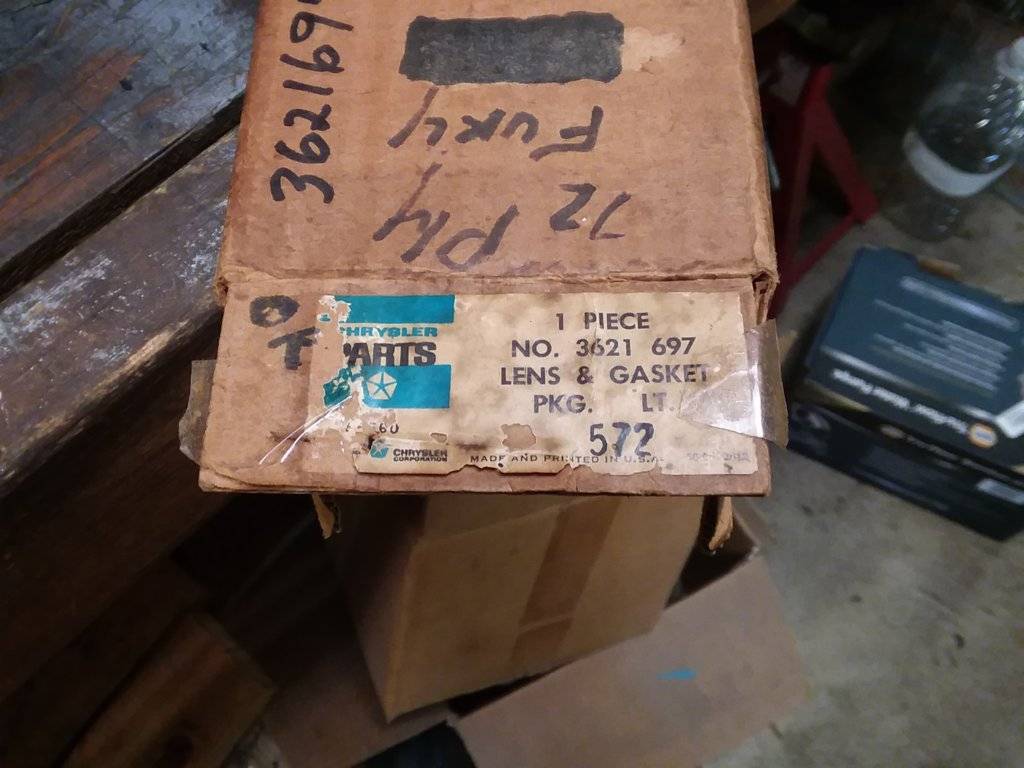 362169
72 Ply
Fury
CHRYSLER
PARTS
CHRYSLER
CORPORATION
1 PIECE
NO. 3621 697
LENS & GASKET
PKG. LT.
572
MADE AND PRINTED IN U.S.A.